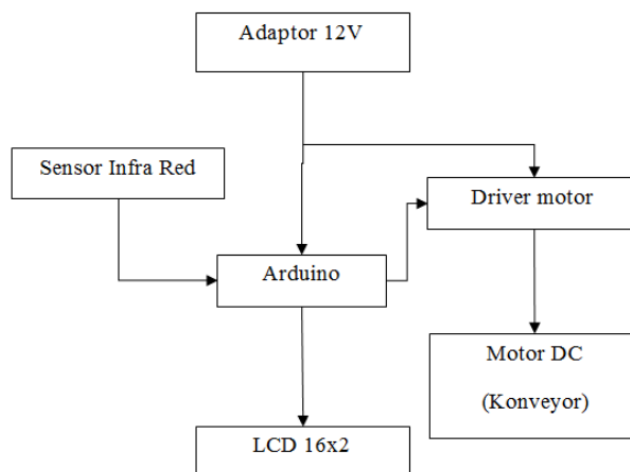 Adaptor 12V
Sensor Infra Red
Driver motor
Arduino
Motor DC
(Konveyor)
LCD 16x2